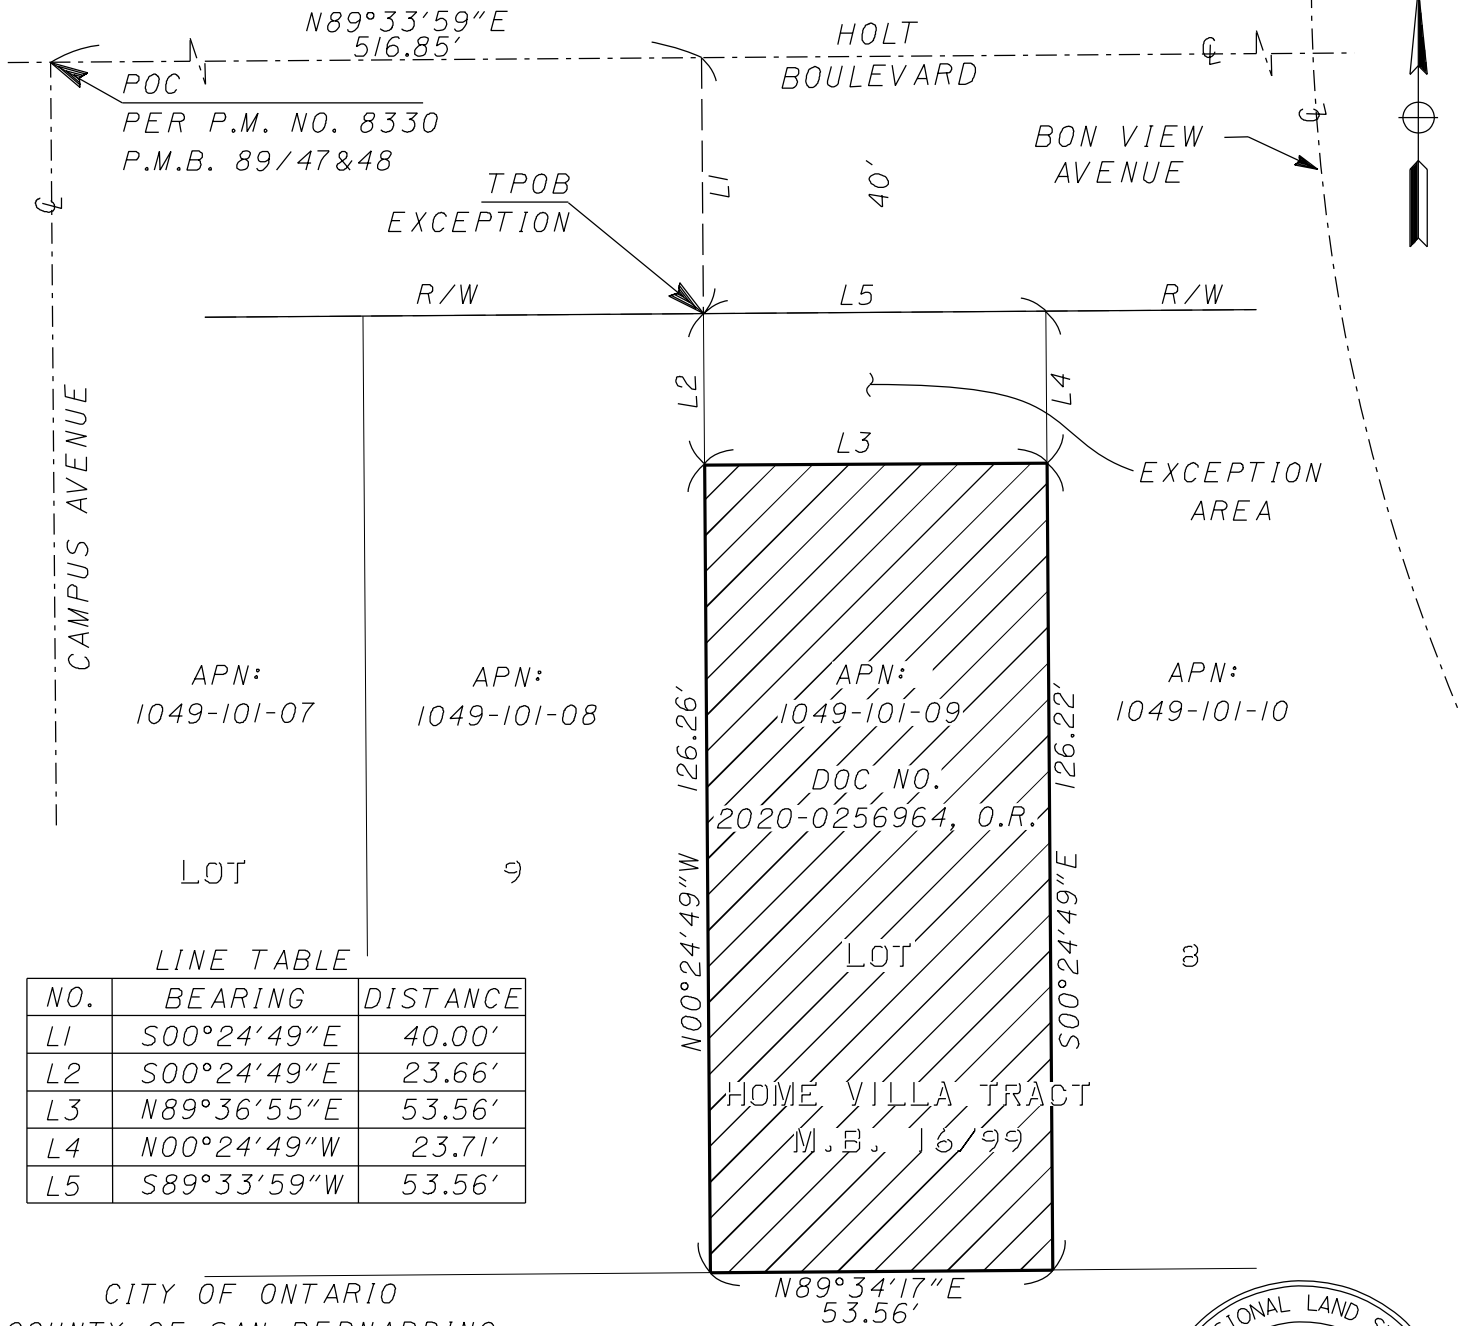 N89°33'59"E
516.85'
HOLT
BOULEVARD
℄
POC
PER P.M. NO. 8330
P.M.B. 89/47&48
℄
BON VIEW
AVENUE
TPOB
EXCEPTION
L1
40'
℄
R/W
L5
R/W
L2
L4
L3
EXCEPTION
AREA
CAMPUS AVENUE
APN:
1049-101-07
APN:
1049-101-08
126.26'
APN:
1049-101-09
126.22'
APN:
1049-101-10
DOC NO.
2020-0256964, O.R.
LOT
9
N00°24'49"W
S00°24'49"E
LOT
8
HOME VILLA TRACT
M.B. 16/99
LINE TABLE
NO. BEARING DISTANCE
L1 S00°24'49"E 40.00'
L2 S00°24'49"E 23.66'
L3 N89°36'55"E 53.56'
L4 N00°24'49"W 23.71'
L5 S89°33'59"W 53.56'
N89°34'17"E
53.56'
CITY OF ONTARIO
COUNTY OF SAN BERNARDINO
LAND